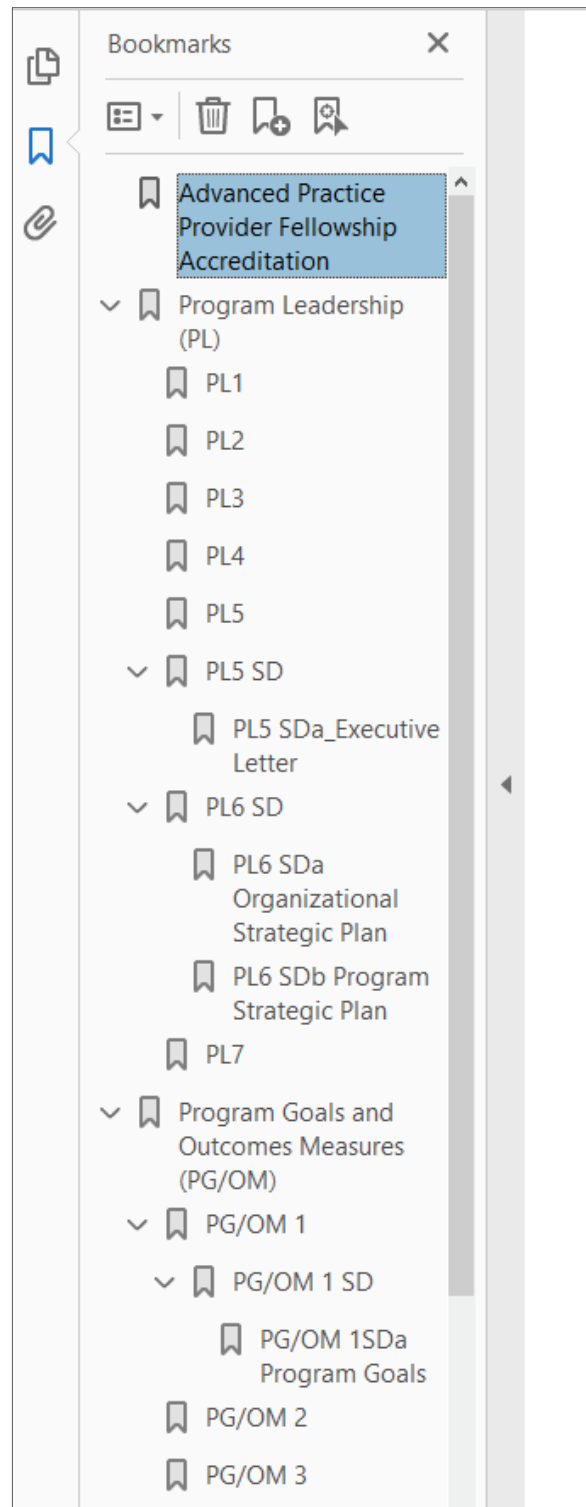 Bookmarks
Advanced Practice
Provider Fellowship
Accreditation
Program Leadership
(PL)
PL1
PL2
PL3
PL4
PL5
PL5 SD
PL5 SDa_Executive
Letter
PL6 SD
PL6 SDa
Organizational
Strategic Plan
PL6 SDb Program
Strategic Plan
PL7
Program Goals and
Outcomes Measures
(PG/OM)
PG/OM 1
PG/OM 1 SD
PG/OM 1SDa
Program Goals
PG/OM 2
PG/OM 3